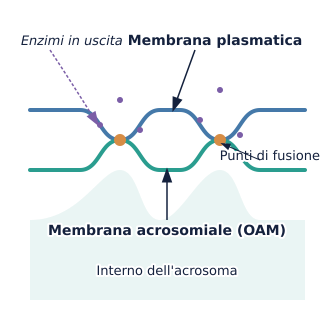 Enzimi in uscita
Membrana plasmatica
Punti di fusione
Membrana acrosomiale (OAM)
Interno dell'acrosoma